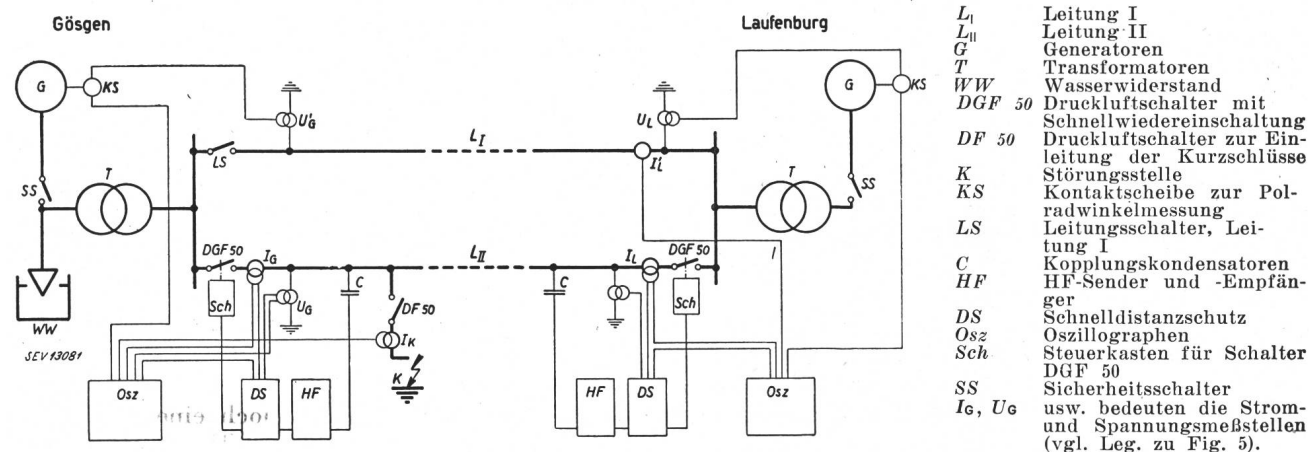 Gösgen
Laufenburg
G
KS
U'G
UL
G
KS
LI
LS
I'L
SS
T
T
SS
DGF 50
IG
LII
IL
DGF 50
C
C
Sch
UG
DF 50
Sch
WW
IK
SEV 13081
K
Osz
DS
HF
HF
DS
Osz
LI Leitung I
LII Leitung II
G Generatoren
T Transformatoren
WW Wasserwiderstand
DGF 50 Druckluftschalter mit
Schnellwiedereinschaltung
DF 50 Druckluftschalter zur Ein-
leitung der Kurzschlüsse
K Störungsstelle
KS Kontaktscheibe zur Pol-
radwinkelmessung
LS Leitungsschalter, Lei-
tung I
C Kopplungskondensatoren
HF HF-Sender und -Empfän-
ger
DS Schnelldistanzschutz
Osz Oszillographen
Sch Steuerkasten für Schalter
DGF 50
SS Sicherheitsschalter
IG, UG usw. bedeuten die Strom-
und Spannungsmeßstellen
(vgl. Leg. zu Fig. 5).